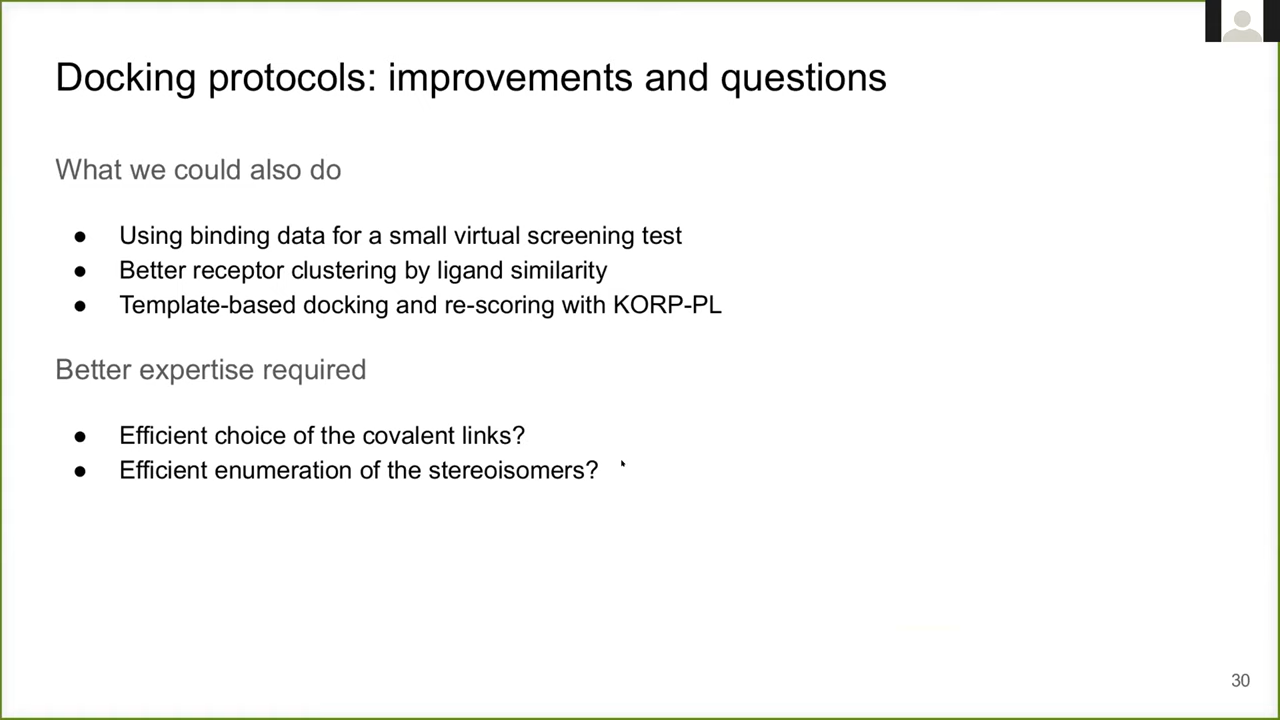 Docking protocols: improvements and questions
What we could also do
● Using binding data for a small virtual screening test
● Better receptor clustering by ligand similarity
● Template-based docking and re-scoring with KORP-PL
Better expertise required
● Efficient choice of the covalent links?
● Efficient enumeration of the stereoisomers?
30